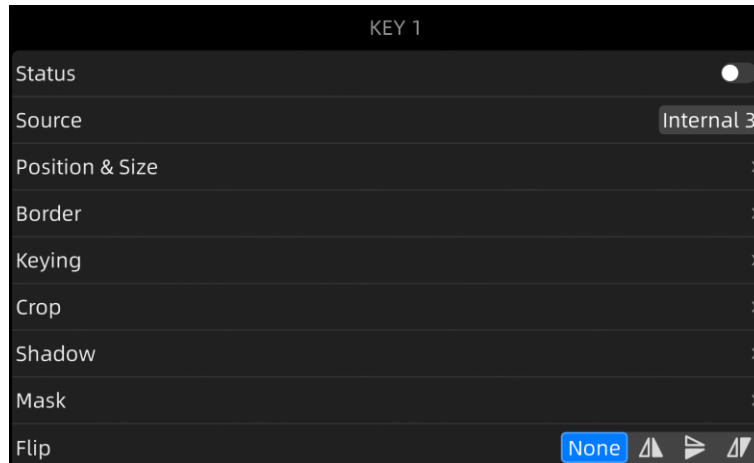 KEY 1
Status
Source Internal 3
Position & Size
Border
Keying
Crop
Shadow
Mask
Flip None